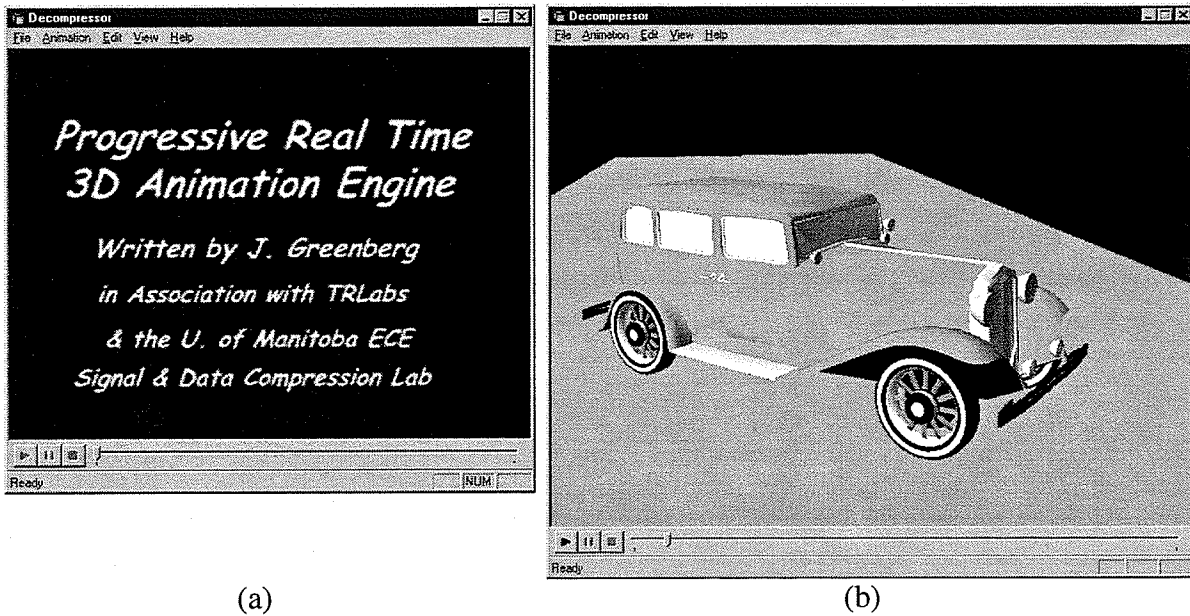 Decompressor
File Animation Edit View Help
Progressive Real Time
3D Animation Engine
Written by J. Greenberg
in Association with TRLabs
& the U. of Manitoba ECE
Signal & Data Compression Lab
Ready
NUM
(a)
Decompressor
File Animation Edit View Help
Ready
(b)